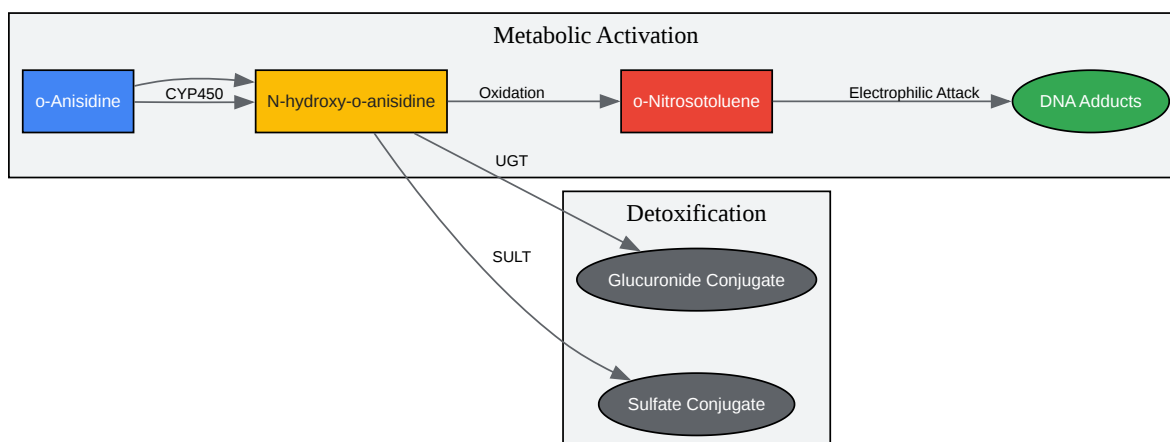 Metabolic Activation
o-Anisidine
CYP450
N-hydroxy-o-anisidine
Oxidation
o-Nitrosotoluene
Electrophilic Attack
DNA Adducts
UGT
SULT
Detoxification
Glucuronide Conjugate
Sulfate Conjugate